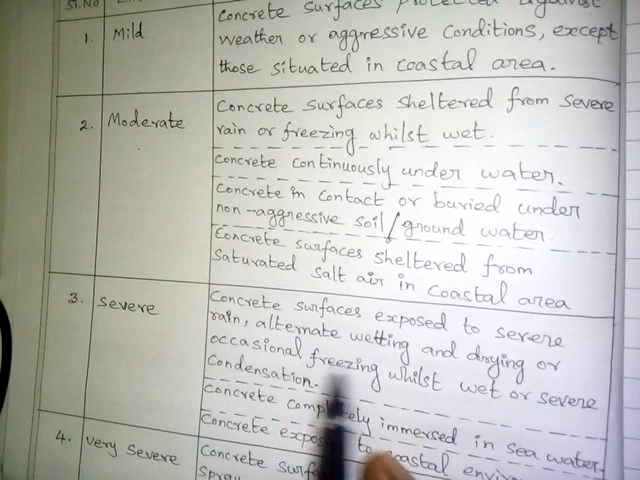 Sl.No
Concrete surfaces protected against
1. Mild weather or aggressive conditions, except
those situated in coastal area.
2. Moderate Concrete surfaces sheltered from severe
rain or freezing whilst wet.
Concrete continuously under water.
Concrete in contact or buried under
non-aggressive soil/ground water.
Concrete surfaces sheltered from
saturated salt air in coastal area
3. Severe Concrete surfaces exposed to severe
rain, alternate wetting and drying or
occasional freezing whilst wet or severe
Condensation.
Concrete completely immersed in sea water.
Concrete to coastal
4. very severe Concrete